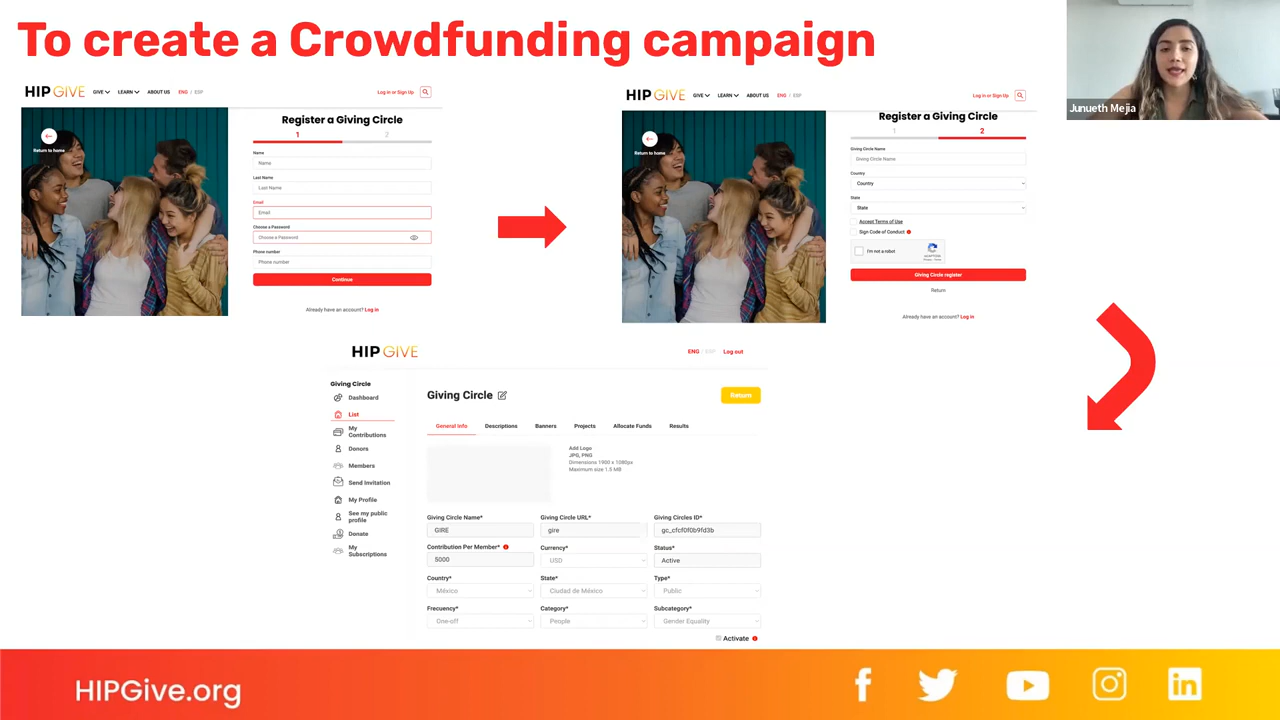 To create a Crowdfunding campaign
Junueth Mejia
HIP GIVE GIVE LEARN ABOUT US ENG | ESP Log in or Sign Up
Return to home
Register a Giving Circle
1 2
Name
Name
Last Name
Last Name
Email
Email
Choose a Password
Choose a Password
Phone number
Phone number
Continue
Already have an account? Log in
HIP GIVE GIVE LEARN ABOUT US ENG | ESP Log in or Sign Up
Return to home
Register a Giving Circle
1 2
Giving Circle Name
Giving Circle Name
Country
Country
State
State
Accept Terms of Use
Sign Code of Conduct
I'm not a robot
Giving Circle register
Return
Already have an account? Log in
HIP GIVE ENG | ESP Log out
Giving Circle
Dashboard
List
My Contributions
Donors
Members
Send Invitation
My Profile
See my public profile
Donate
My Subscriptions
Giving Circle Return
General Info Descriptions Banners Projects Allocate Funds Results
Add Logo
JPG, PNG
Dimensions 1900 x 1080px
Maximum size 1.5 MB
Giving Circle Name* Giving Circle URL* Giving Circles ID*
GIRE gire gc_cfcf0f0b9fd3b
Contribution Per Member* Currency* Status*
5000 USD Active
Country* State* Type*
México Ciudad de México Public
Frecuency* Category* Subcategory*
One-off People Gender Equality
Activate
HIPGive.org